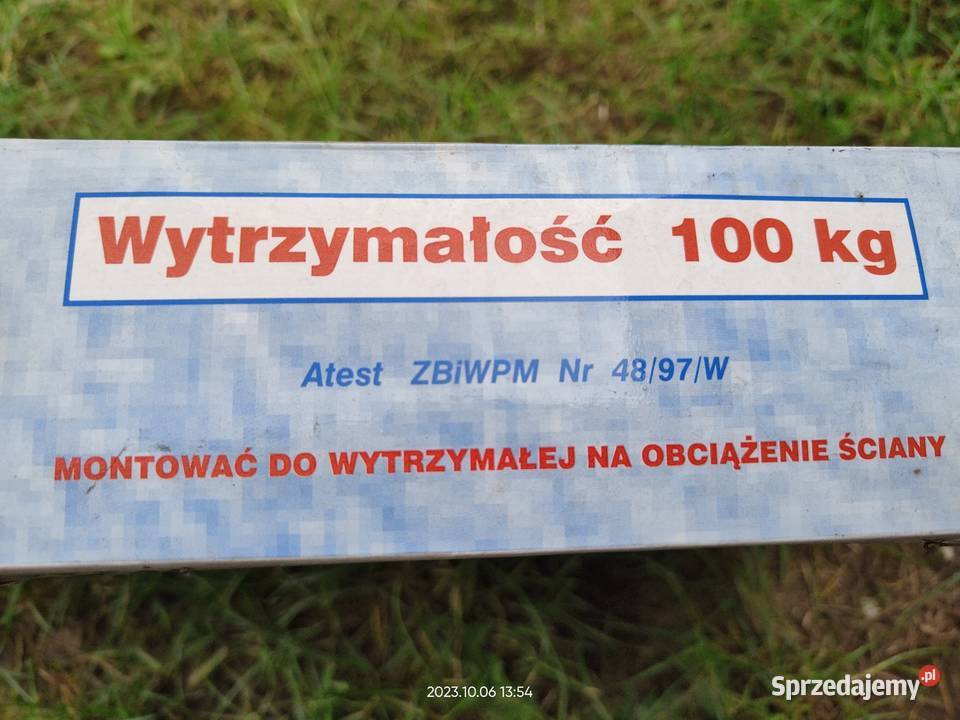 Wytrzymałość 100 kg
Atest ZBiWPM Nr 48/97/W
MONTOWAĆ DO WYTRZYMAŁEJ NA OBCIĄŻENIE ŚCIANY
2023.10.06 13:54
Sprzedajemy.pl